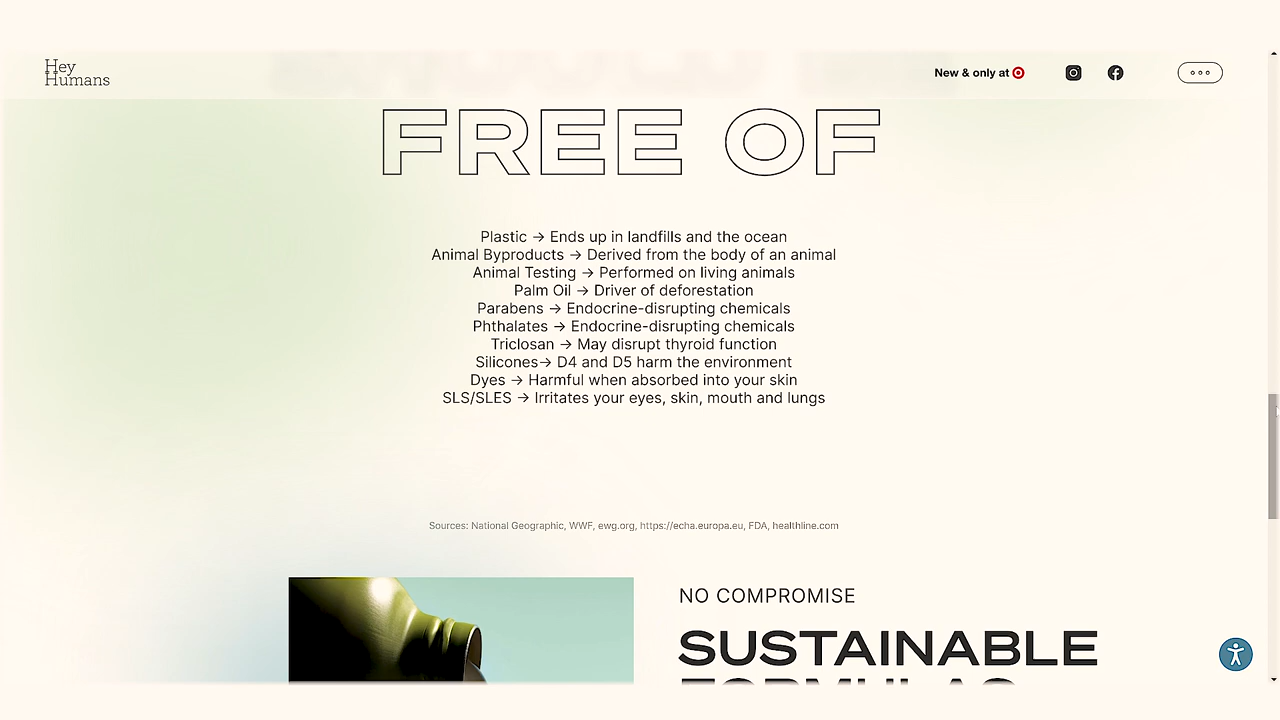 Hey
Humans
New & only at
FREE OF
Plastic → Ends up in landfills and the ocean
Animal Byproducts → Derived from the body of an animal
Animal Testing → Performed on living animals
Palm Oil → Driver of deforestation
Parabens → Endocrine-disrupting chemicals
Phthalates → Endocrine-disrupting chemicals
Triclosan → May disrupt thyroid function
Silicones→ D4 and D5 harm the environment
Dyes → Harmful when absorbed into your skin
SLS/SLES → Irritates your eyes, skin, mouth and lungs
Sources: National Geographic, WWF, ewg.org, https://echa.europa.eu, FDA, healthline.com
NO COMPROMISE
SUSTAINABLE